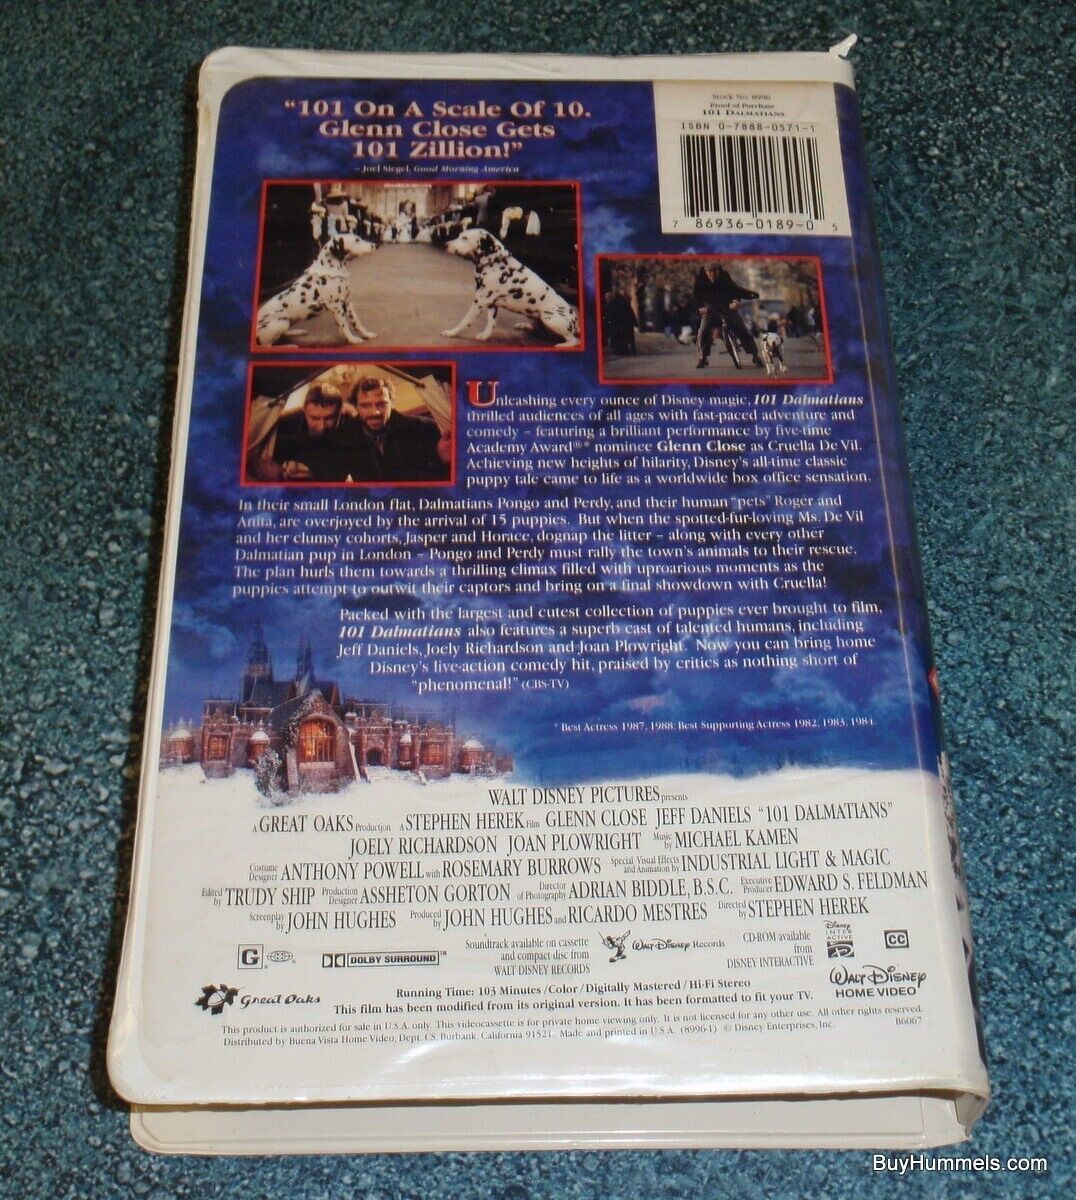 "101 On A Scale Of 10.
Glenn Close Gets
101 Zillion!"
- Joel Siegel, Good Morning America
Stock No. 8996
Proof of Purchase
101 DALMATIANS
ISBN 0-7888-0571-1
7 86936-0189-0 5
Unleashing every ounce of Disney magic, 101 Dalmatians
thrilled audiences of all ages with fast-paced adventure and
comedy – featuring a brilliant performance by five-time
Academy Award®* nominee Glenn Close as Cruella De Vil.
Achieving new heights of hilarity, Disney's all-time classic
puppy tale came to life as a worldwide box office sensation.
In their small London flat, Dalmatians Pongo and Perdy, and their human "pets" Roger and
Anita, are overjoyed by the arrival of 15 puppies. But when the spotted-fur-loving Ms. De Vil
and her clumsy cohorts, Jasper and Horace, dognap the litter – along with every other
Dalmatian pup in London – Pongo and Perdy must rally the town's animals to their rescue.
The plan hurls them towards a thrilling climax filled with uproarious moments as the
puppies attempt to outwit their captors and bring on a final showdown with Cruella!
Packed with the largest and cutest collection of puppies ever brought to film,
101 Dalmatians also features a superb cast of talented humans, including
Jeff Daniels, Joely Richardson and Joan Plowright. Now you can bring home
Disney's live-action comedy hit, praised by critics as nothing short of
"phenomenal!" (CBS-TV)
* Best Actress 1987, 1988; Best Supporting Actress 1982, 1983, 1984.
WALT DISNEY PICTURES presents
A GREAT OAKS Production A STEPHEN HEREK Film GLENN CLOSE JEFF DANIELS "101 DALMATIANS"
JOELY RICHARDSON JOAN PLOWRIGHT Music by MICHAEL KAMEN
Costume Designer ANTHONY POWELL with ROSEMARY BURROWS Special Visual Effects and Animation by INDUSTRIAL LIGHT & MAGIC
Edited by TRUDY SHIP Production Designer ASSHETON GORTON Director of Photography ADRIAN BIDDLE, B.S.C. Executive Producer EDWARD S. FELDMAN
Screenplay by JOHN HUGHES Produced by JOHN HUGHES and RICARDO MESTRES Directed by STEPHEN HEREK
G
DOLBY SURROUND
Soundtrack available on cassette
and compact disc from
WALT DISNEY RECORDS
Walt Disney Records
CD-ROM available
from
DISNEY INTERACTIVE
Disney
INTER
ACTIVE
CC
Great Oaks
Running Time: 103 Minutes/Color/Digitally Mastered/Hi-Fi Stereo
This film has been modified from its original version. It has been formatted to fit your TV.
WALT DISNEY
HOME VIDEO
This product is authorized for sale in U.S.A. only. This videocassette is for private home viewing only. It is not licensed for any other use. All other rights reserved.
Distributed by Buena Vista Home Video, Dept. CS, Burbank, California 91521. Made and printed in U.S.A. (8996-1) © Disney Enterprises, Inc.
B6067
BuyHummels.com